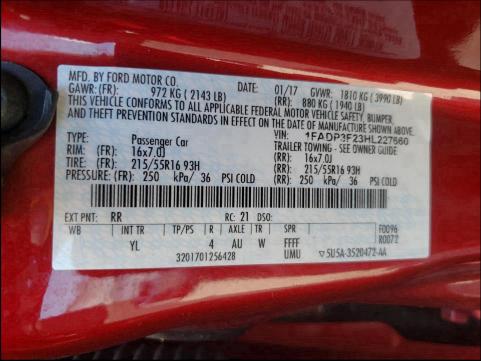 MFD. BY FORD MOTOR CO.
01/17 GVWR: 1810 KG ( 3990 LB)
GAWR: (FR) 972 KG ( 2143 LB) (RR) 880 KG (1940 LB)
THIS VEHICLE CONFORMS TO ALL APPLICABLE FEDERAL MOTOR VEHICLE SAFETY, BUMPER,
AND THEFT PREVENTION STANDARDS IN EFFECT ON THE DATE OF MANUFACTURE SHOWN ABOVE.
VIN: 1FADP3F23HL227660
TYPE: Passenger Car TRAILER TOWING - SEE OWNER GUIDE
RIM: (FR) 16x7.0J (RR) 16x7.0J
TIRE: (FR) 215/55R16 93H (RR) 215/55R16 93H
PRESSURE: (FR) 250 kPa/ 36 PSI COLD (RR) 250 kPa/ 36 PSI COLD
EXT PNT: RR RC: 21 DSO:
WB INT TR TP/PS R AXLE TR SPR F0096
R0072
YL 4 AU W FFFF
3201701256428 UMU ▽5U5A-3520472-AA